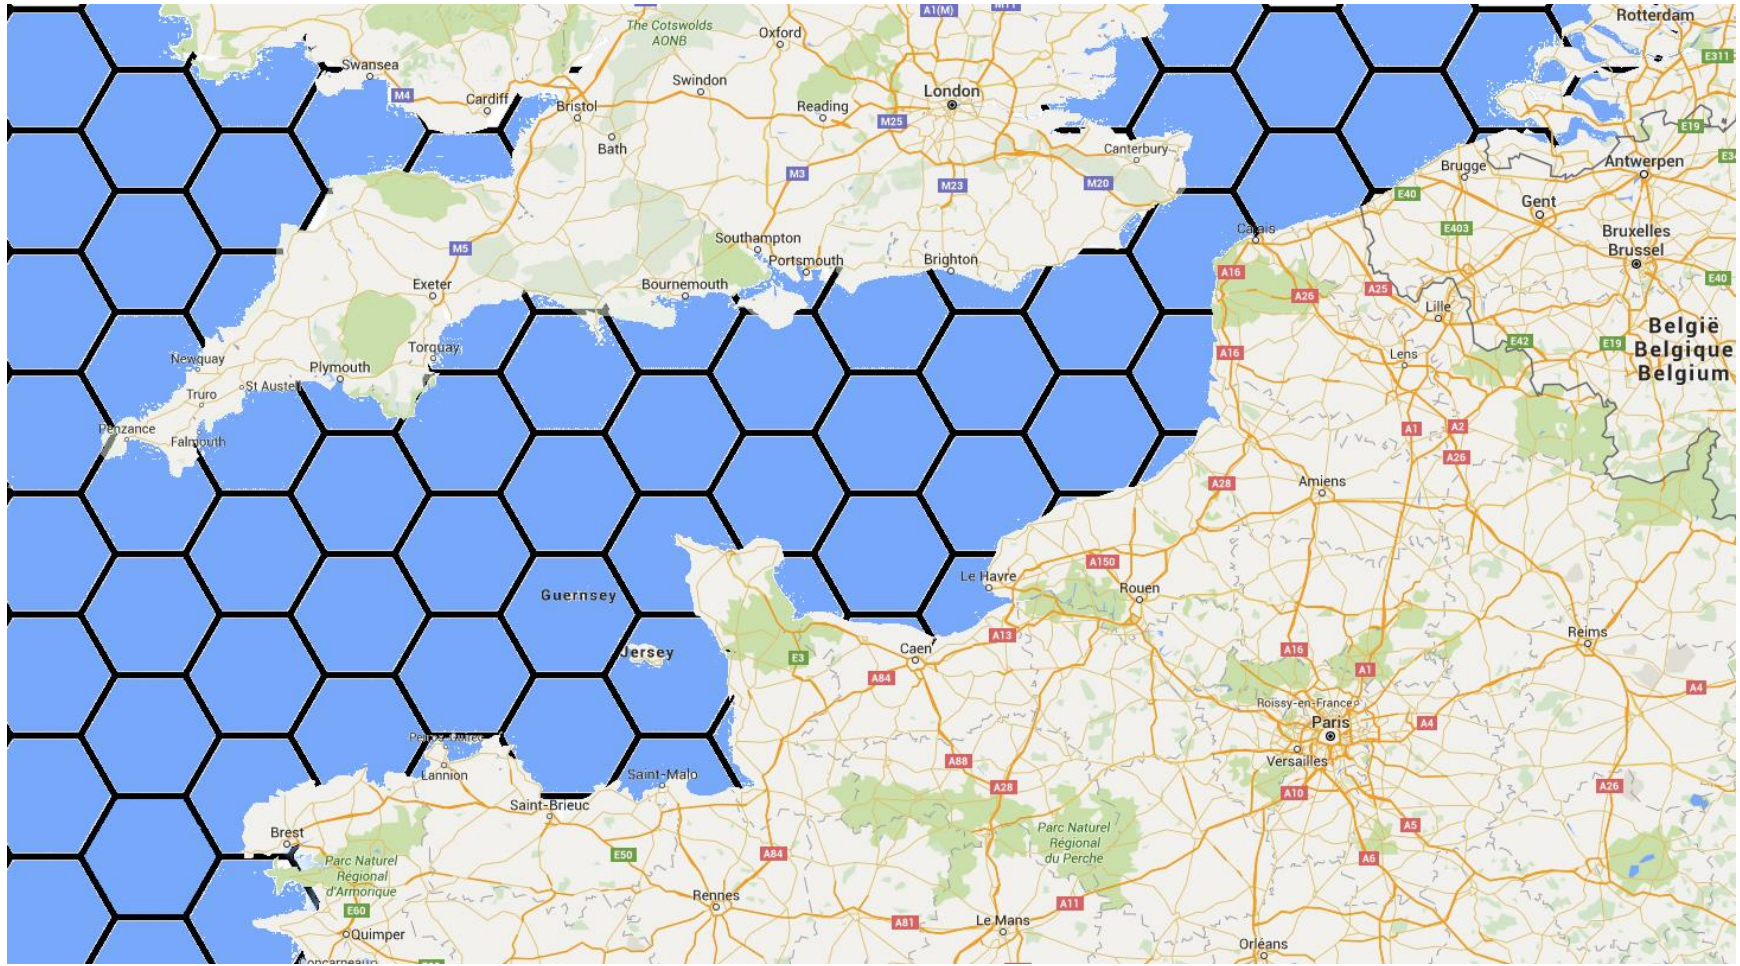 A1(M)
M11
Rotterdam
The Cotswolds
AONB
Oxford
E311
Swansea
Swindon
London
M4
Cardiff
Bristol
Reading
M25
E19
Bath
Canterbury
Brugge
Antwerpen
M3
M23
M20
E40
Gent
Calais
E403
Bruxelles
Brussel
Southampton
M5
Portsmouth
Brighton
A16
E40
Exeter
Bournemouth
A26
A25
Lille
België
Belgique
Belgium
E42
E19
Torquay
Newquay
A16
Lens
Plymouth
St Austell
Truro
Penzance
Falmouth
A1
A2
A26
A28
Amiens
A150
Le Havre
Rouen
Guernsey
Reims
A13
Jersey
Caen
E3
A16
A1
A84
A4
Roissy-en-France
Paris
A4
Versailles
Lannion
Saint-Malo
A88
A28
A26
Saint-Brieuc
A10
A5
Brest
Parc Naturel
Régional
du Perche
E50
A84
A6
Parc Naturel
Régional
d'Armorique
Rennes
E60
A11
Quimper
A81
Le Mans
Orléans
Concarneau